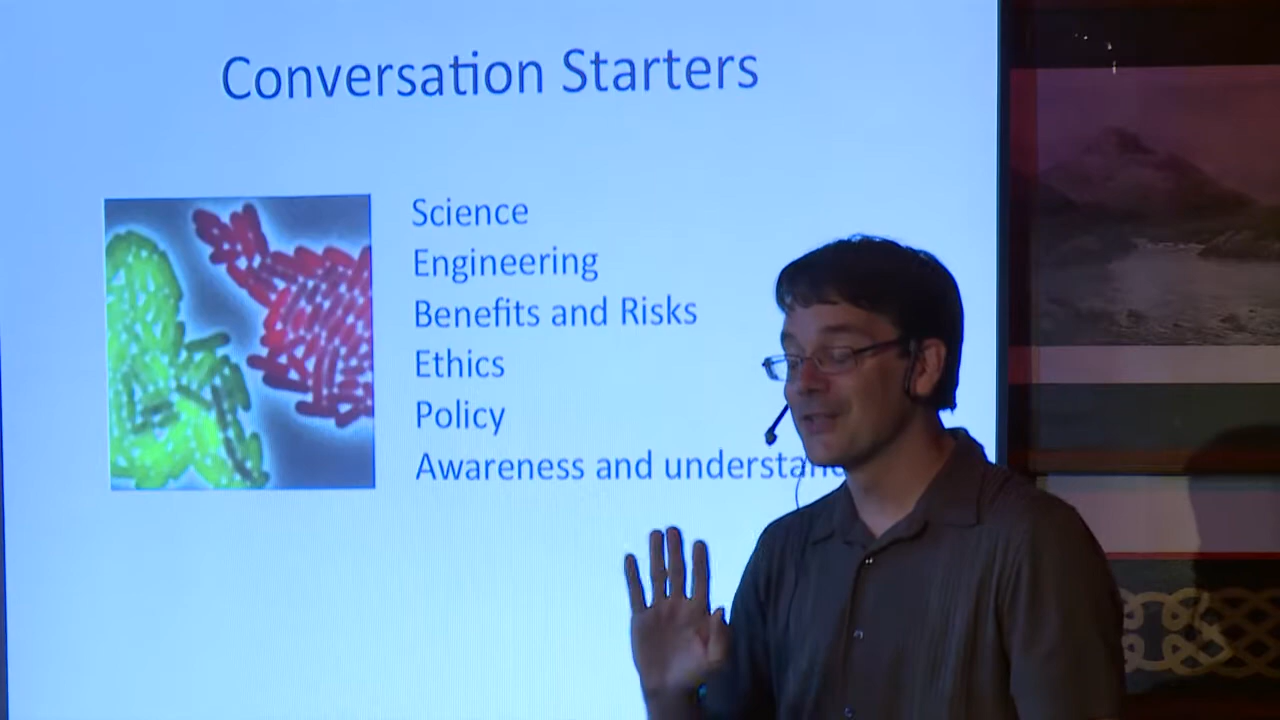 Conversation Starters
Science
Engineering
Benefits and Risks
Ethics
Policy
Awareness and